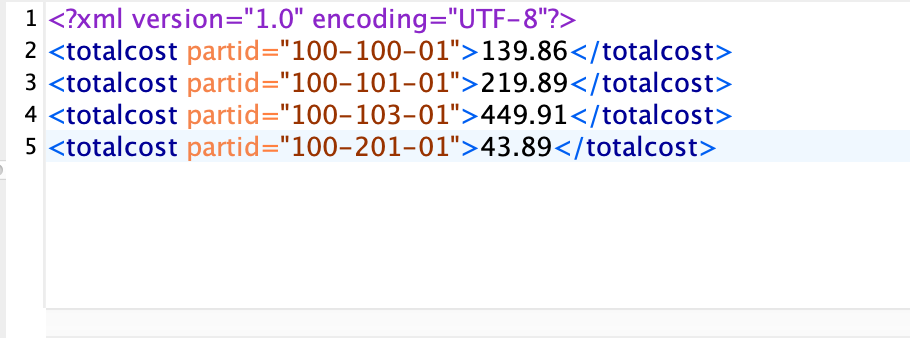 1 <?xml version="1.0" encoding="UTF-8"?>
2 <totalcost partid="100-100-01">139.86</totalcost>
3 <totalcost partid="100-101-01">219.89</totalcost>
4 <totalcost partid="100-103-01">449.91</totalcost>
5 <totalcost partid="100-201-01">43.89</totalcost>